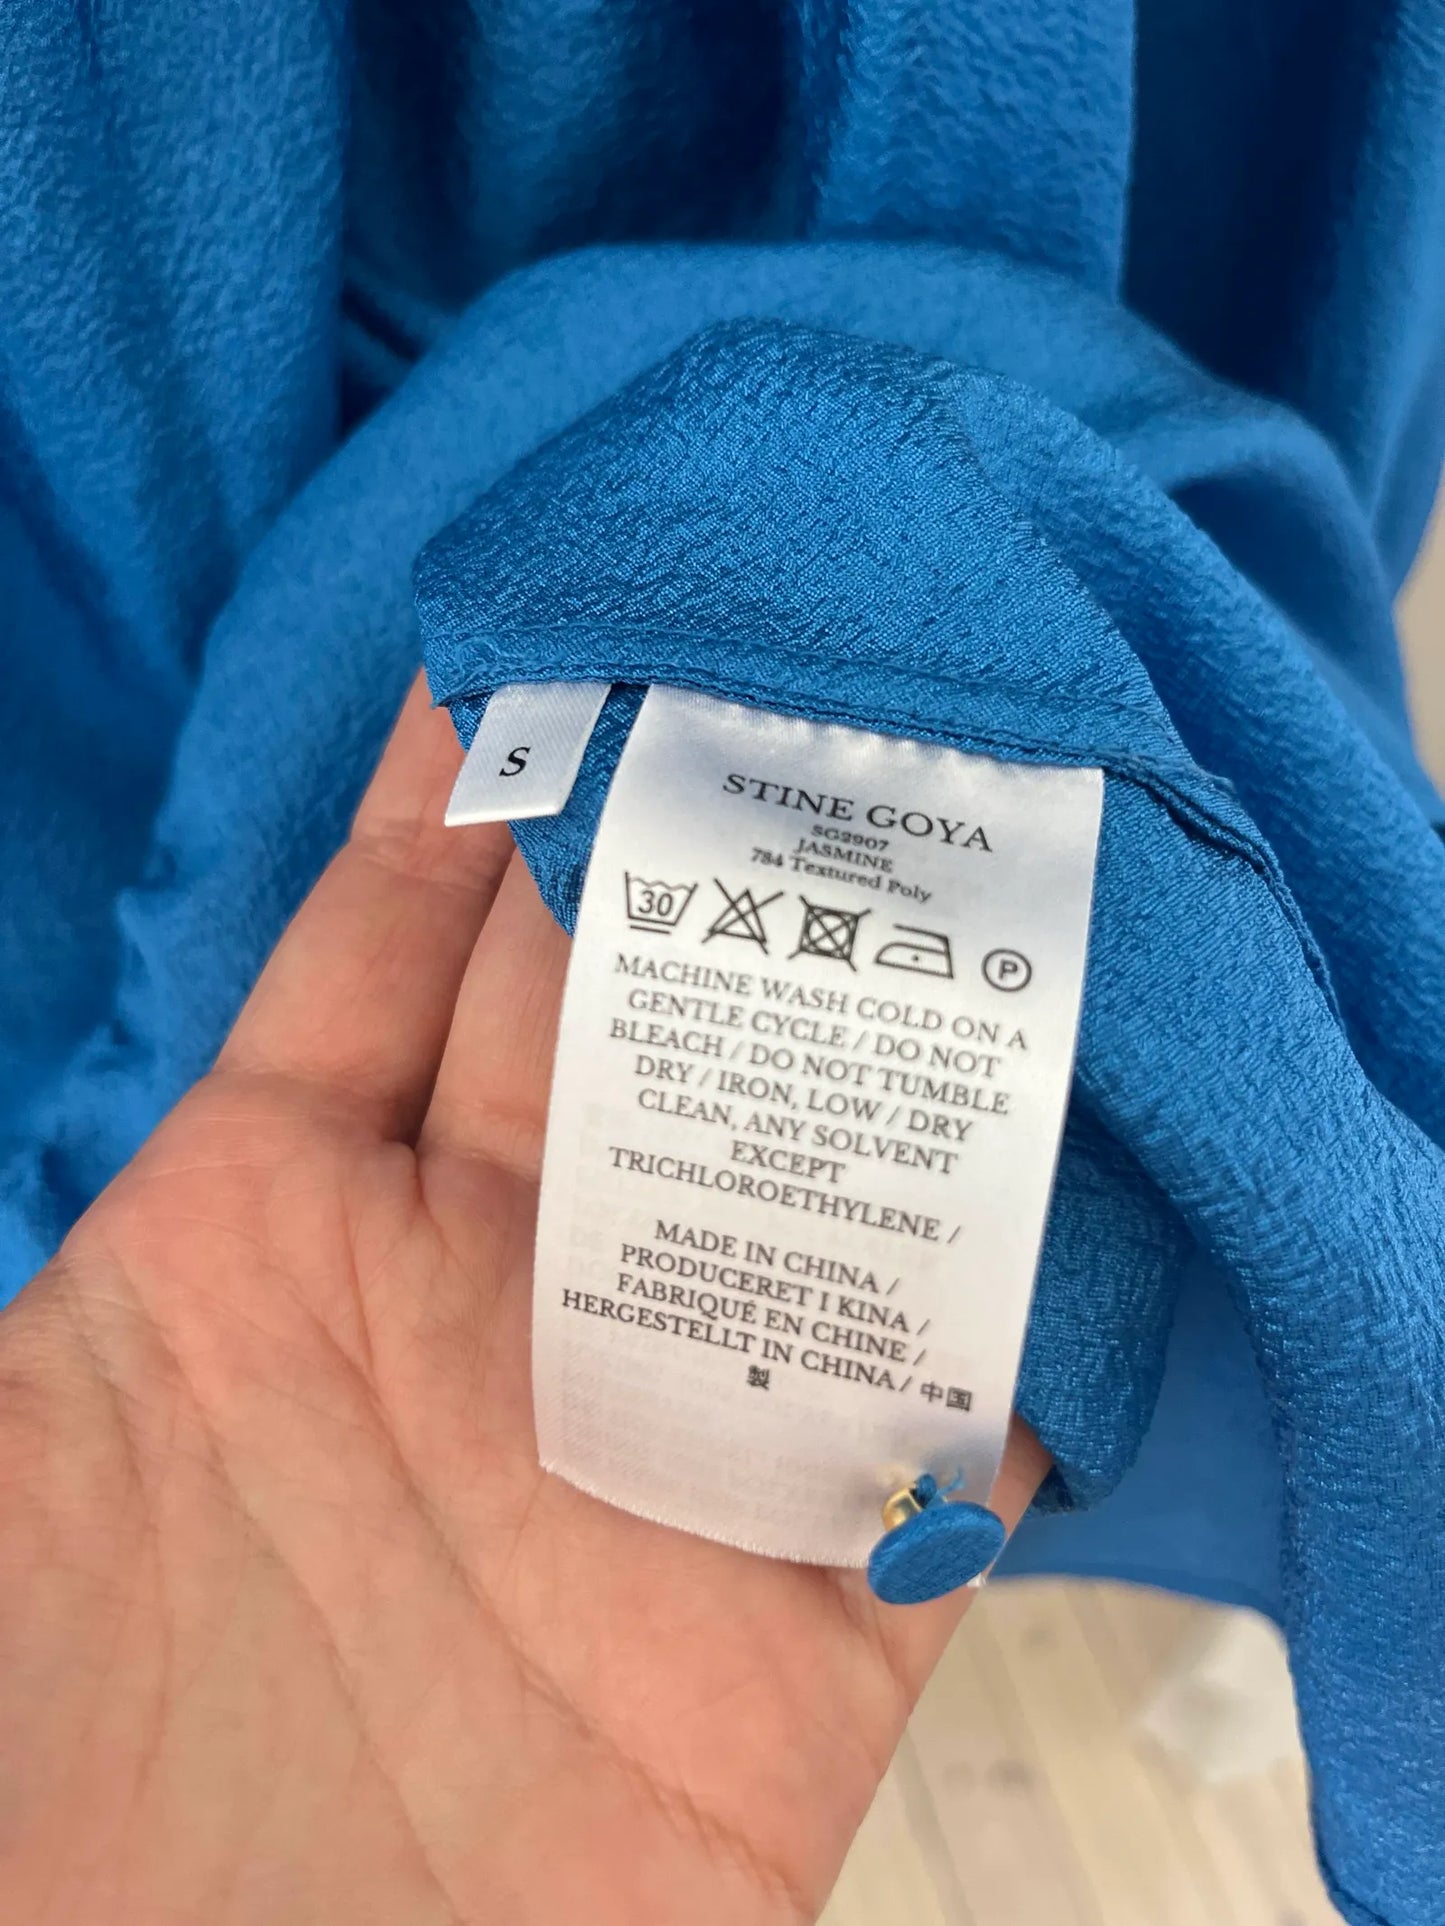 S
STINE GOYA
SG2907
JASMINE
784 Textured Poly
30
P
MACHINE WASH COLD ON A
GENTLE CYCLE / DO NOT
BLEACH / DO NOT TUMBLE
DRY / IRON, LOW / DRY
CLEAN, ANY SOLVENT
EXCEPT
TRICHLOROETHYLENE /
MADE IN CHINA /
PRODUCERET I KINA /
FABRIQUÉ EN CHINE /
HERGESTELLT IN CHINA / 中国
製